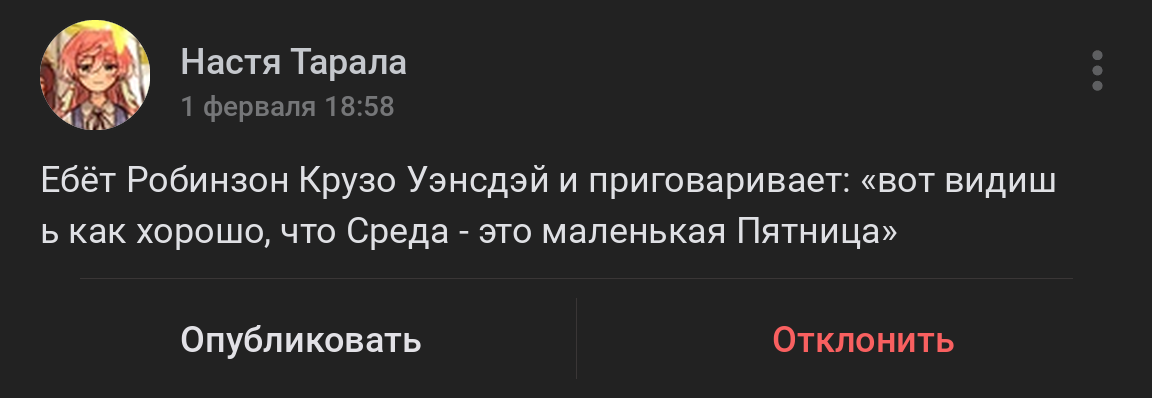 Настя Тарала
1 ферваля 18:58
Ебёт Робинзон Крузо Уэнсдэй и приговаривает: «вот видиш
ь как хорошо, что Среда - это маленькая Пятница»
Опубликовать
Отклонить